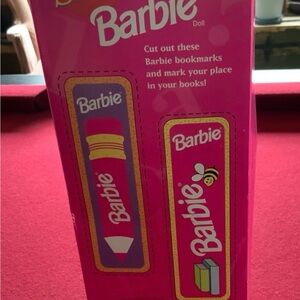 Barbie
Doll
Cut out these
Barbie bookmarks
and mark your place
in your books!
Barbie
Barbie
Barbie
Barbie